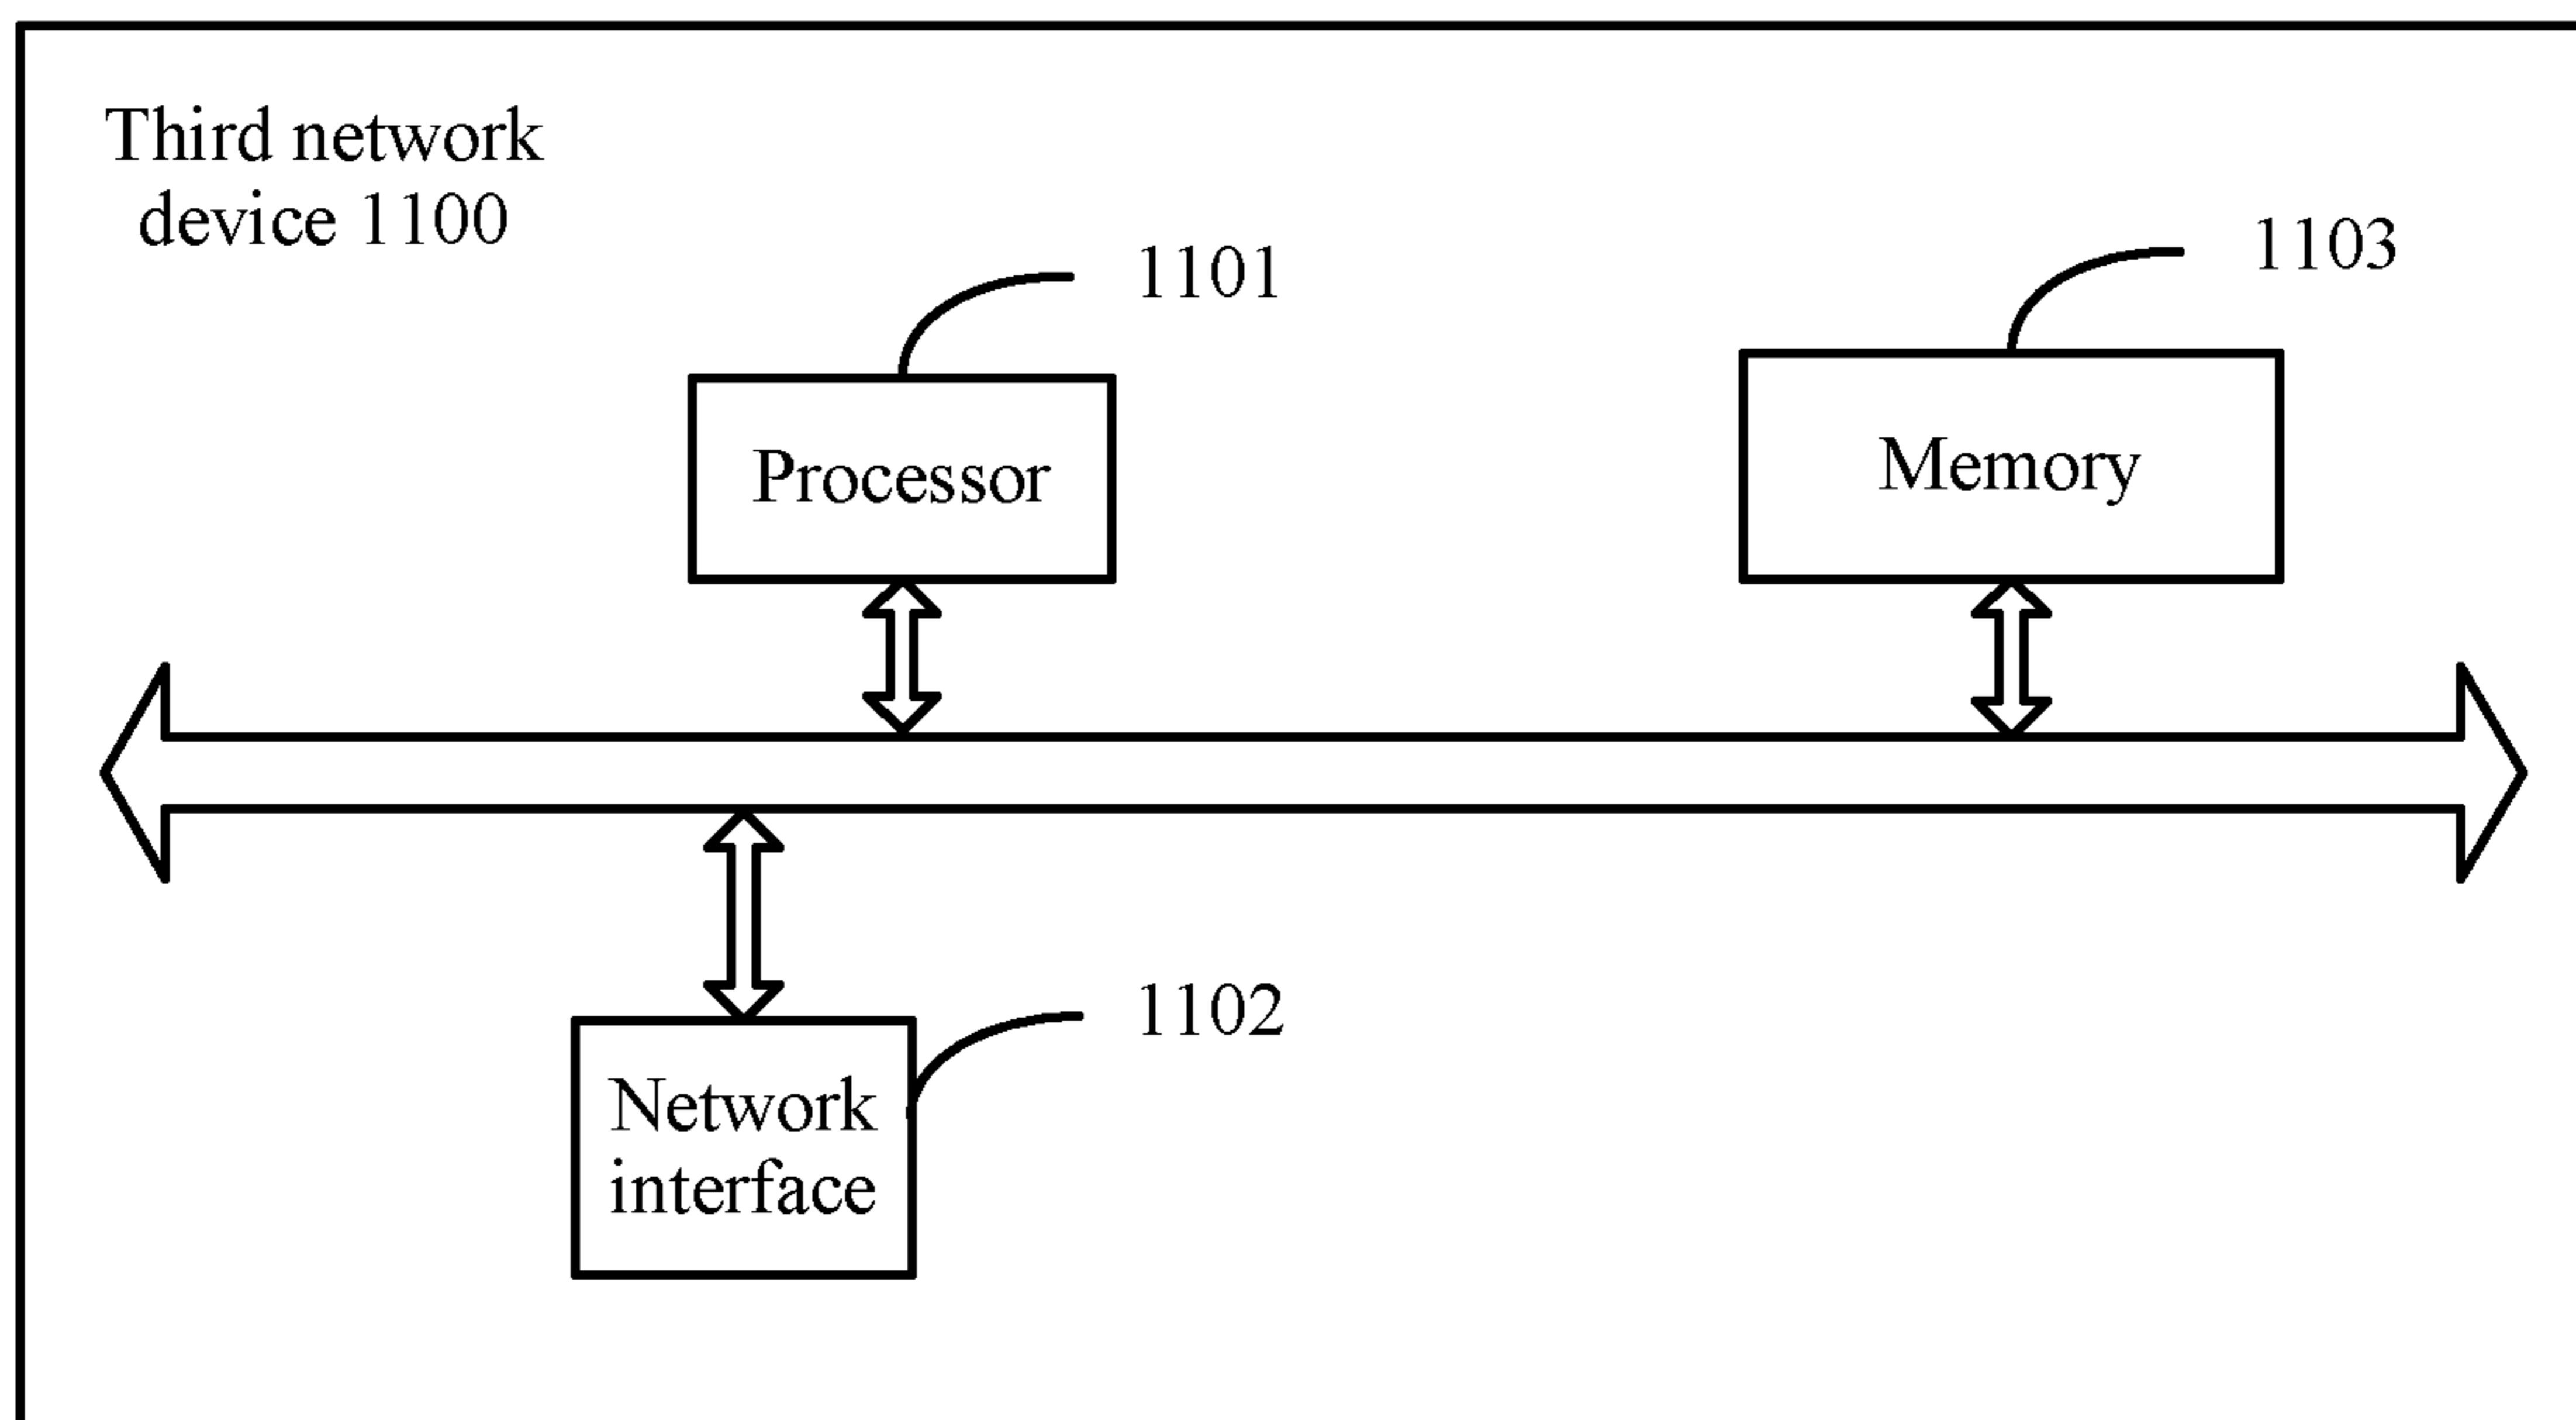 Third network
device 1100
1101
1103
Processor
Memory
1102
Network
interface